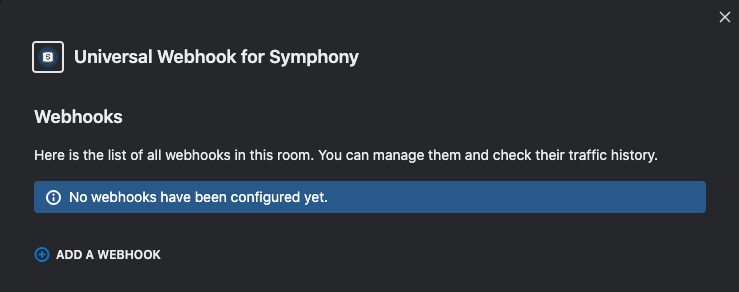 Universal Webhook for Symphony
Webhooks
Here is the list of all webhooks in this room. You can manage them and check their traffic history.
No webhooks have been configured yet.
ADD A WEBHOOK